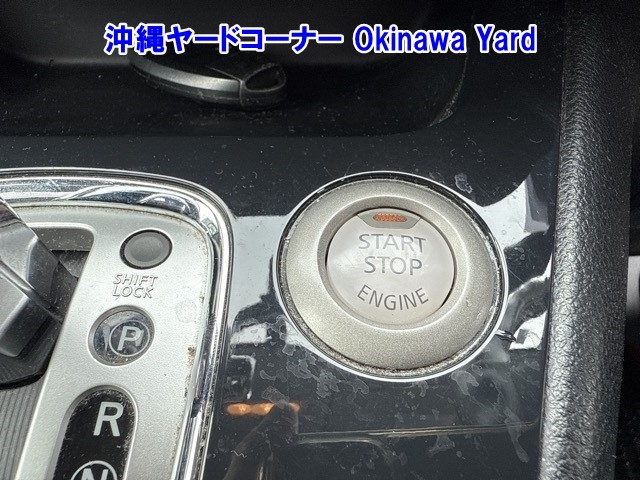 沖縄ヤードコーナー Okinawa Yard
START
STOP
ENGINE
SHIFT
LOCK
P
R
N